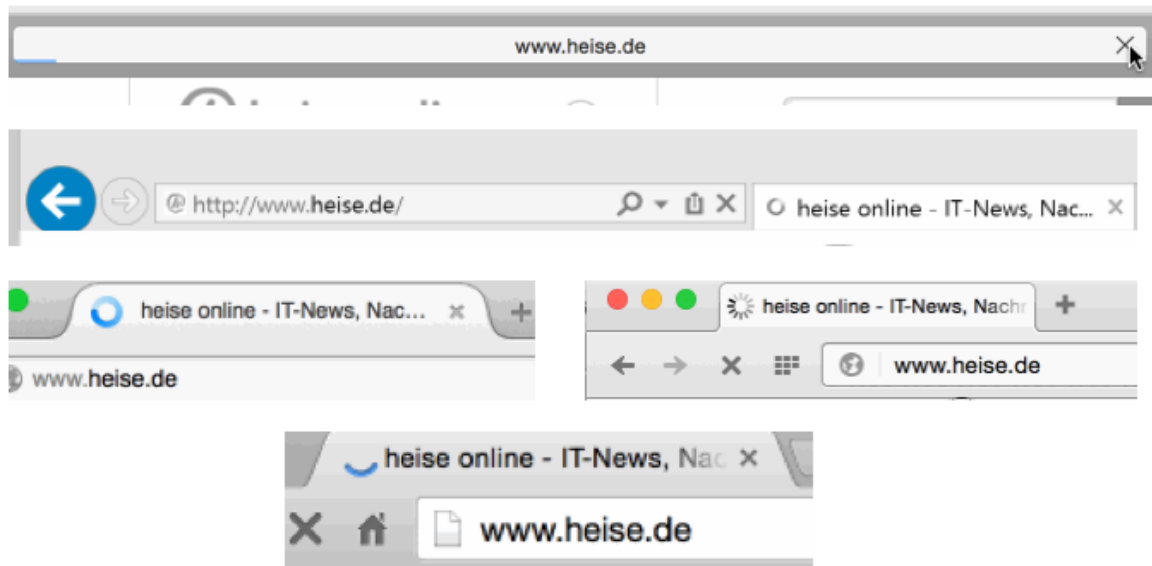 www.heise.de
http://www.heise.de/
heise online - IT-News, Nac...
heise online - IT-News, Nac...
www.heise.de
heise online - IT-News, Nachr
www.heise.de
heise online - IT-News, Nac
www.heise.de